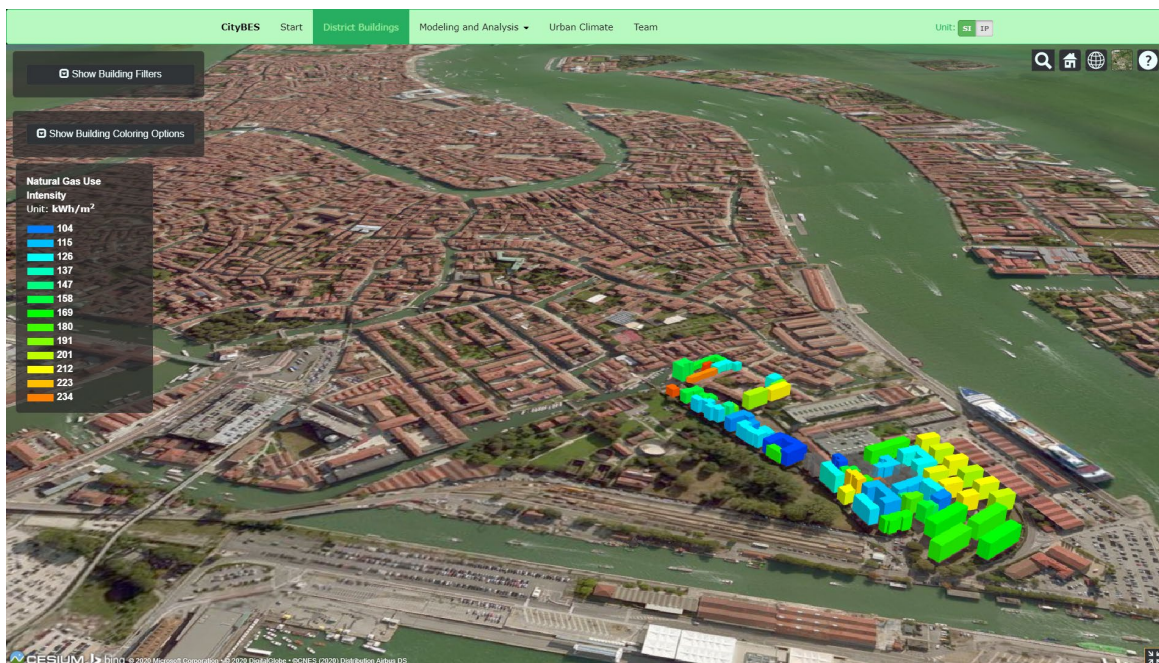 CityBES Start District Buildings Modeling and Analysis Urban Climate Team Unit: SI IP
Show Building Filters
Show Building Coloring Options
Natural Gas Use
Intensity
Unit: kWh/m²
104
115
126
137
147
158
169
180
191
201
212
223
234
CESIUM bing © 2020 Microsoft Corporation • © 2020 DigitalGlobe • ©CNES (2020) Distribution Airbus DS
?